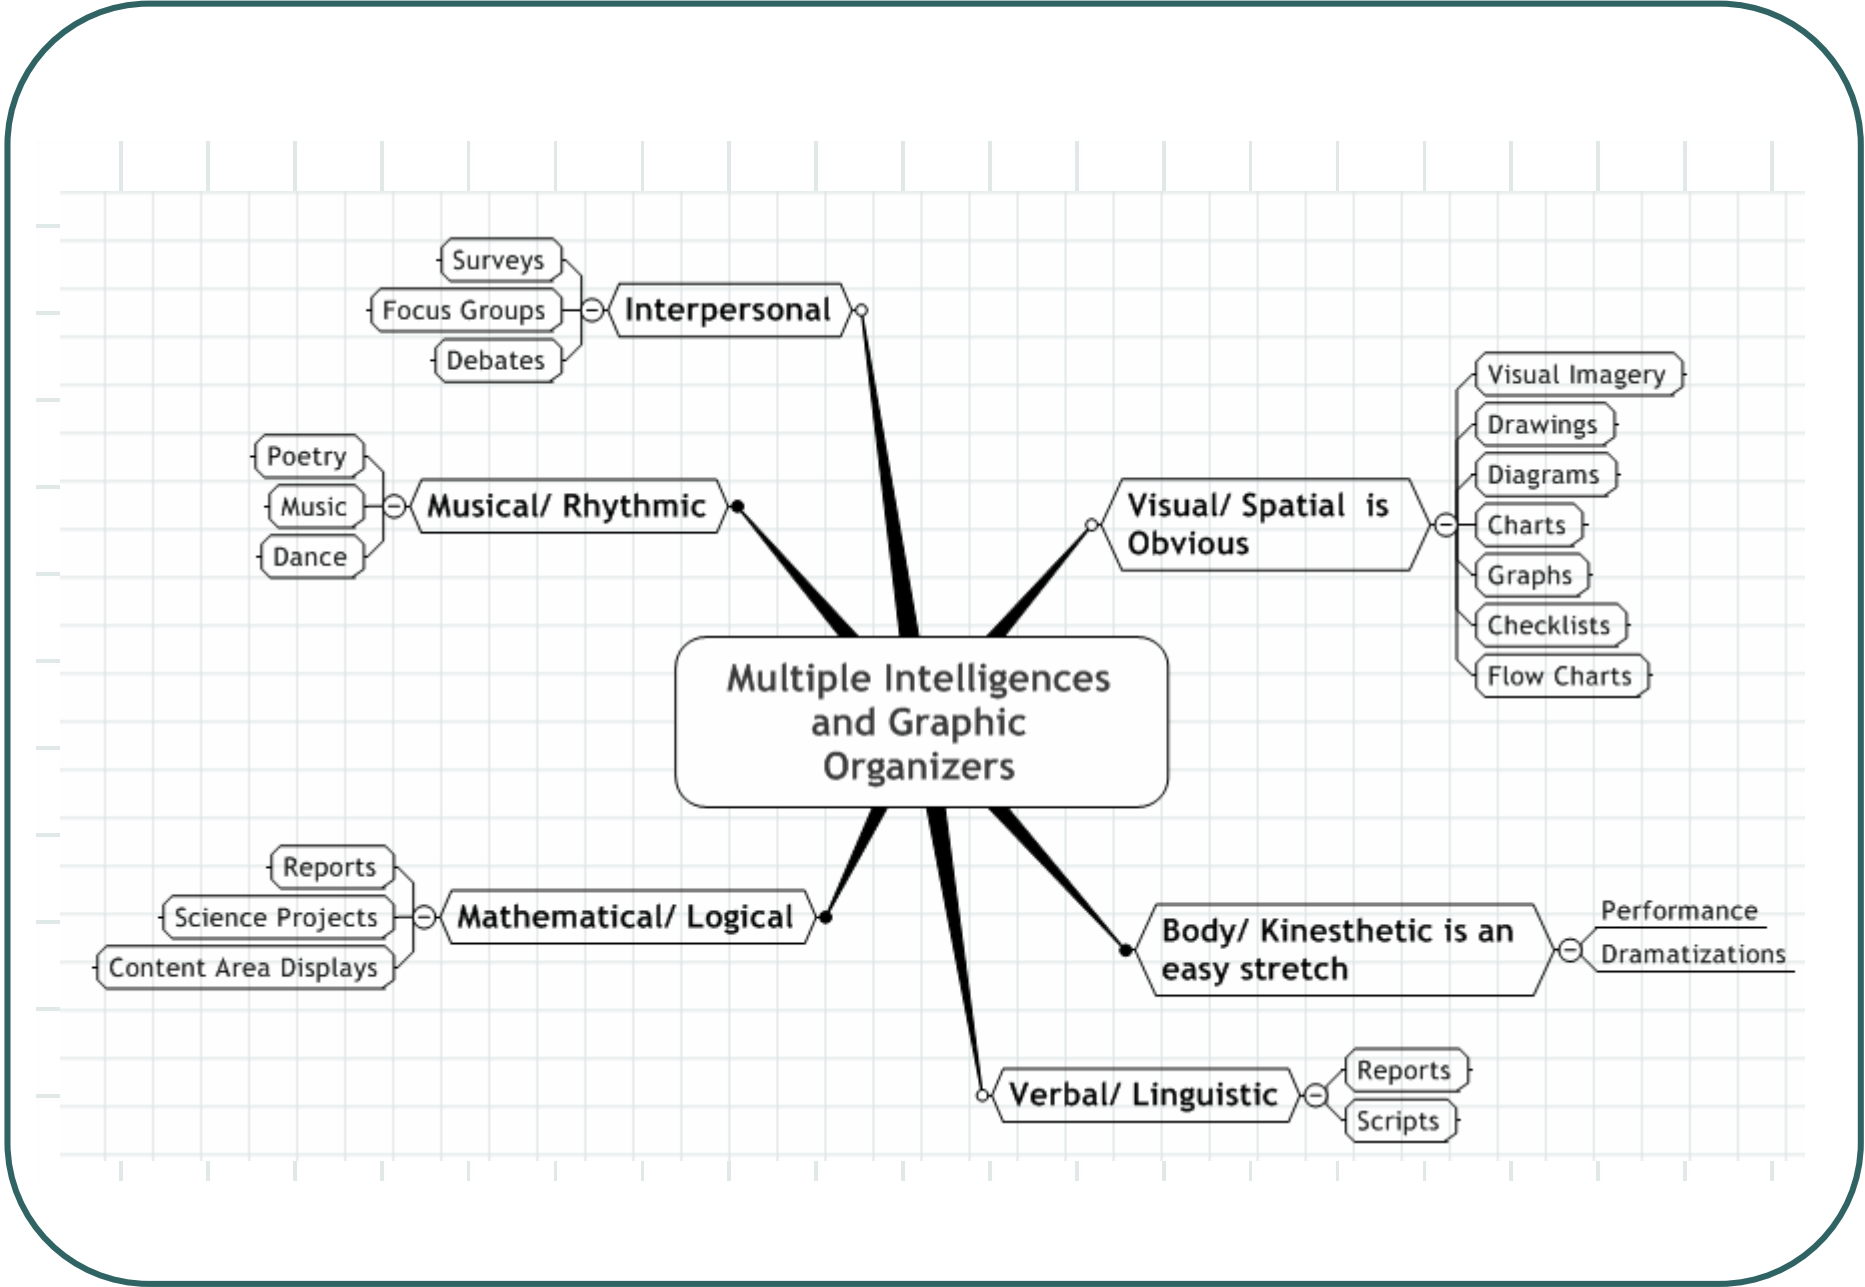 Surveys
Focus Groups
Debates
Interpersonal
Poetry
Music
Dance
Musical/ Rhythmic
Visual/ Spatial is
Obvious
Visual Imagery
Drawings
Diagrams
Charts
Graphs
Checklists
Flow Charts
Multiple Intelligences
and Graphic
Organizers
Reports
Science Projects
Content Area Displays
Mathematical/ Logical
Body/ Kinesthetic is an
easy stretch
Performance
Dramatizations
Verbal/ Linguistic
Reports
Scripts